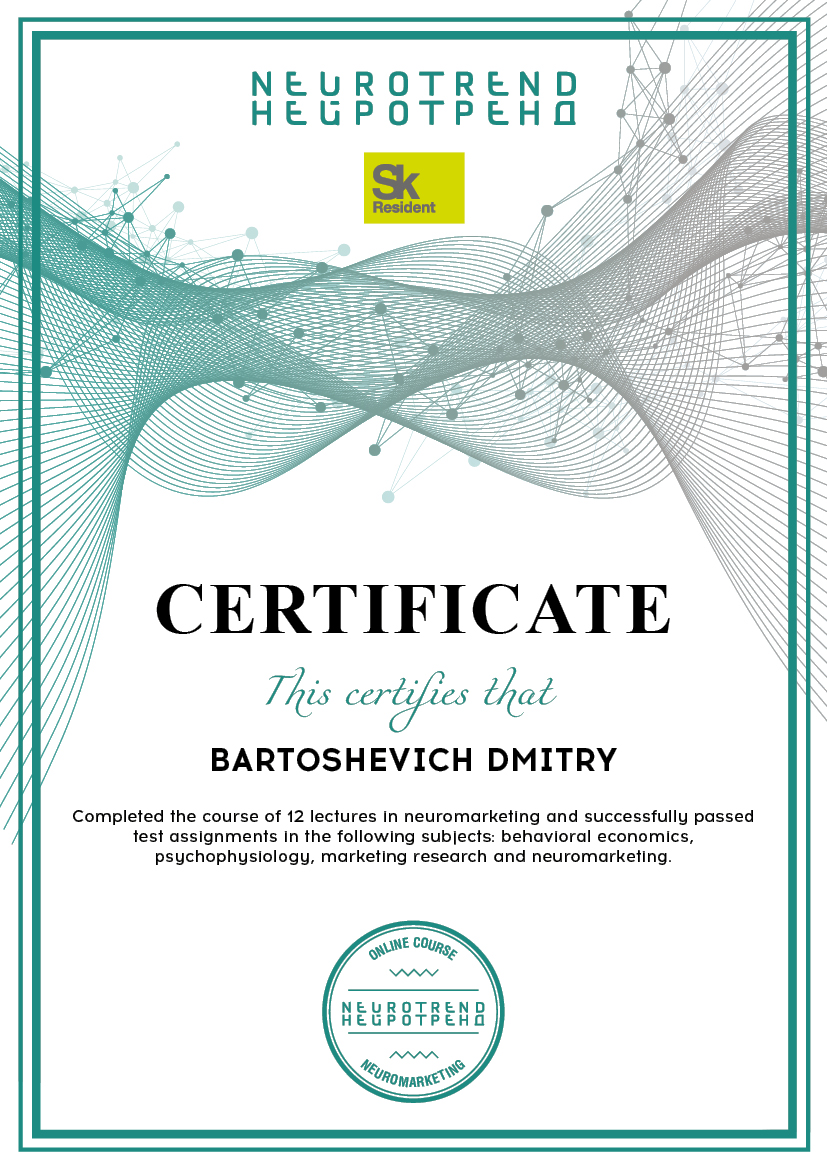 NEUROTREND
НЕЙРОТРЕНД
Sk
Resident
CERTIFICATE
This certifies that
BARTOSHEVICH DMITRY
Completed the course of 12 lectures in neuromarketing and successfully passed
test assignments in the following subjects: behavioral economics,
psychophysiology, marketing research and neuromarketing.
ONLINE COURSE
NEUROTREND
НЕЙРОТРЕНД
NEUROMARKETING